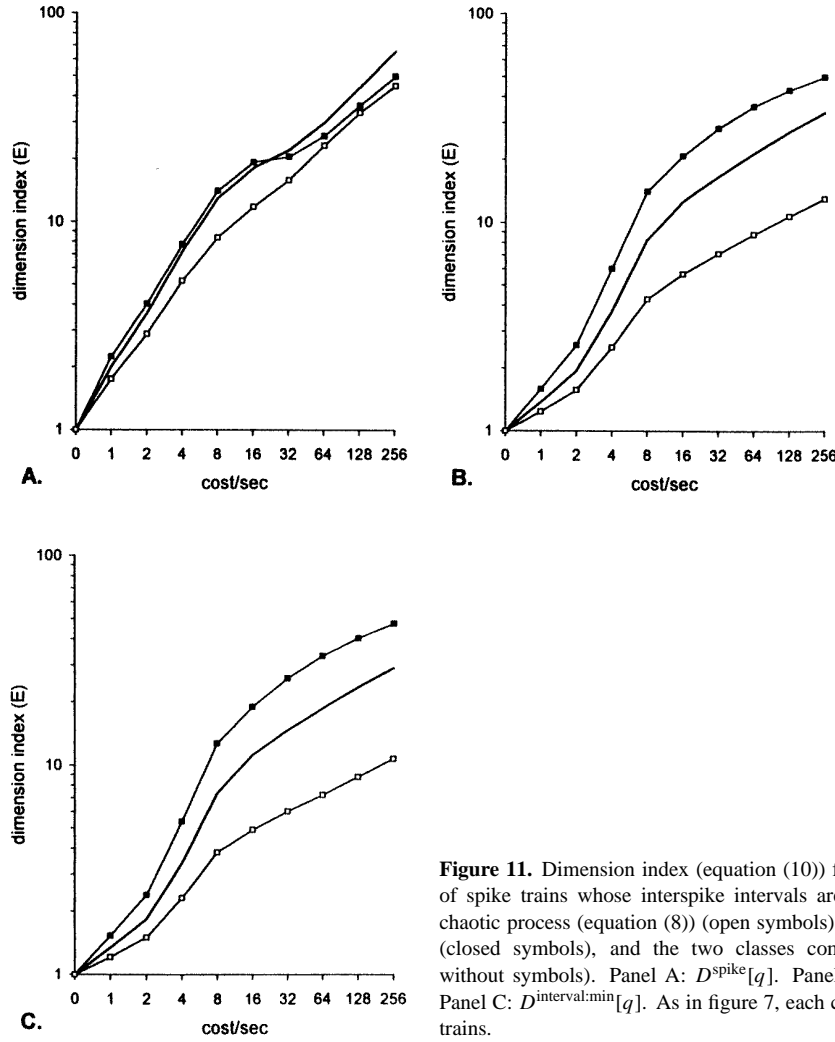 100
10
1
dimension index (E)
0 1 2 4 8 16 32 64 128 256
cost/sec
A.
100
10
1
dimension index (E)
0 1 2 4 8 16 32 64 128 256
cost/sec
B.
100
10
1
dimension index (E)
0 1 2 4 8 16 32 64 128 256
cost/sec
C.
Figure 11. Dimension index (equation (10)) f
of spike trains whose interspike intervals are
chaotic process (equation (8)) (open symbols)
(closed symbols), and the two classes com
without symbols). Panel A: D^spike[q]. Panel
Panel C: D^interval:min[q]. As in figure 7, each c
trains.